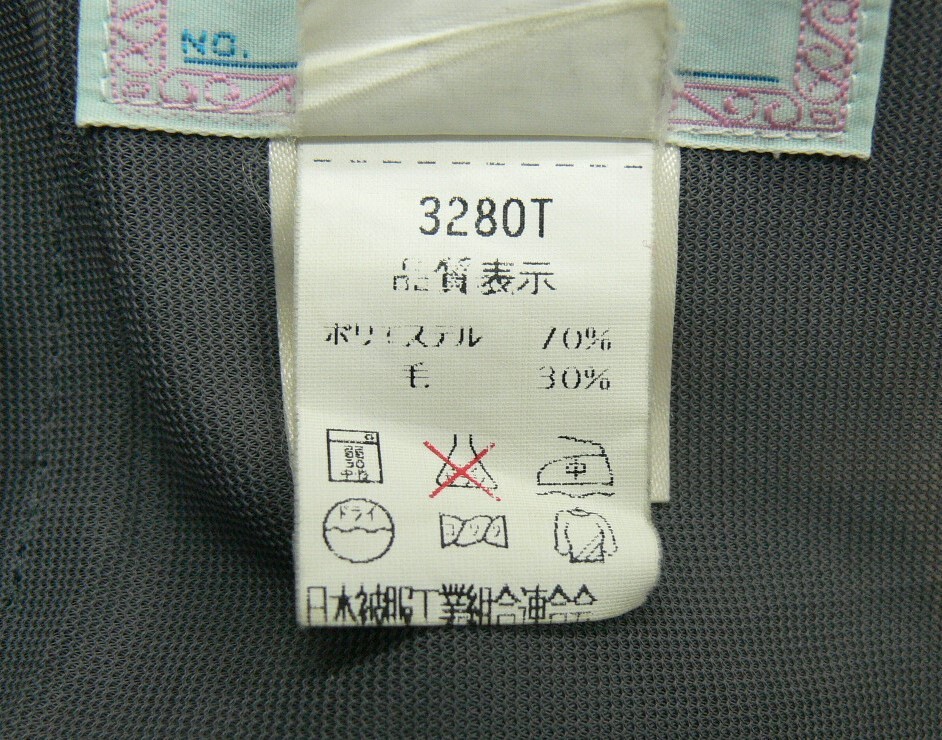 NO.
3280T
品質表示
ポリエステル 70%
毛 30%
中
ドライ
日本被服工業組合連合会